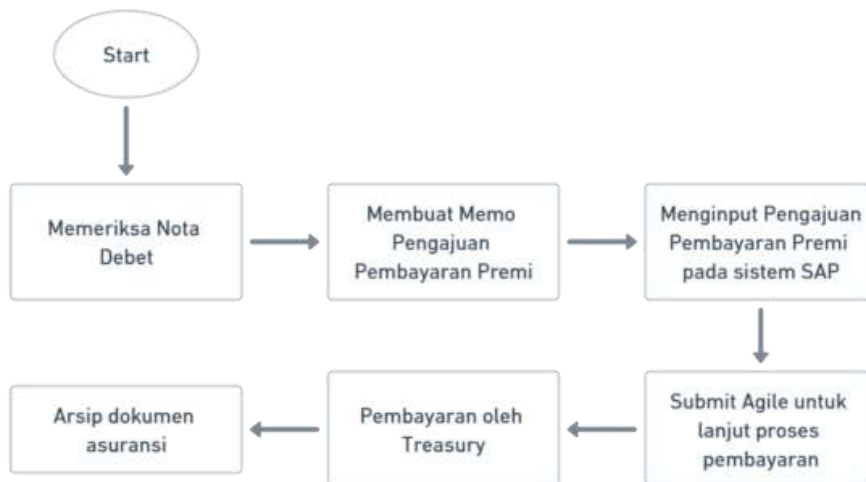 Start
Memeriksa Nota
Debet
Membuat Memo
Pengajuan
Pembayaran Premi
Menginput Pengajuan
Pembayaran Premi
pada sistem SAP
Submit Agile untuk
lanjut proses
pembayaran
Pembayaran oleh
Treasury
Arsip dokumen
asuransi